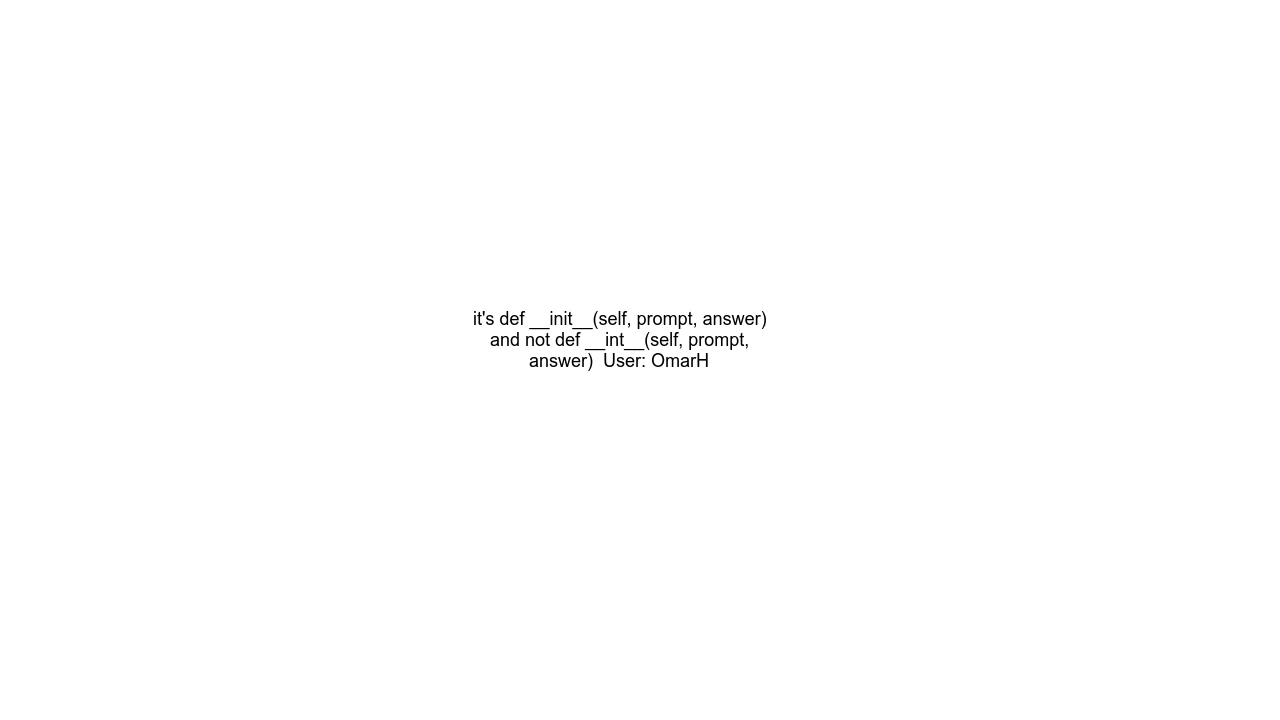 it's def __init__(self, prompt, answer)
and not def __int__(self, prompt,
answer)  User: OmarH